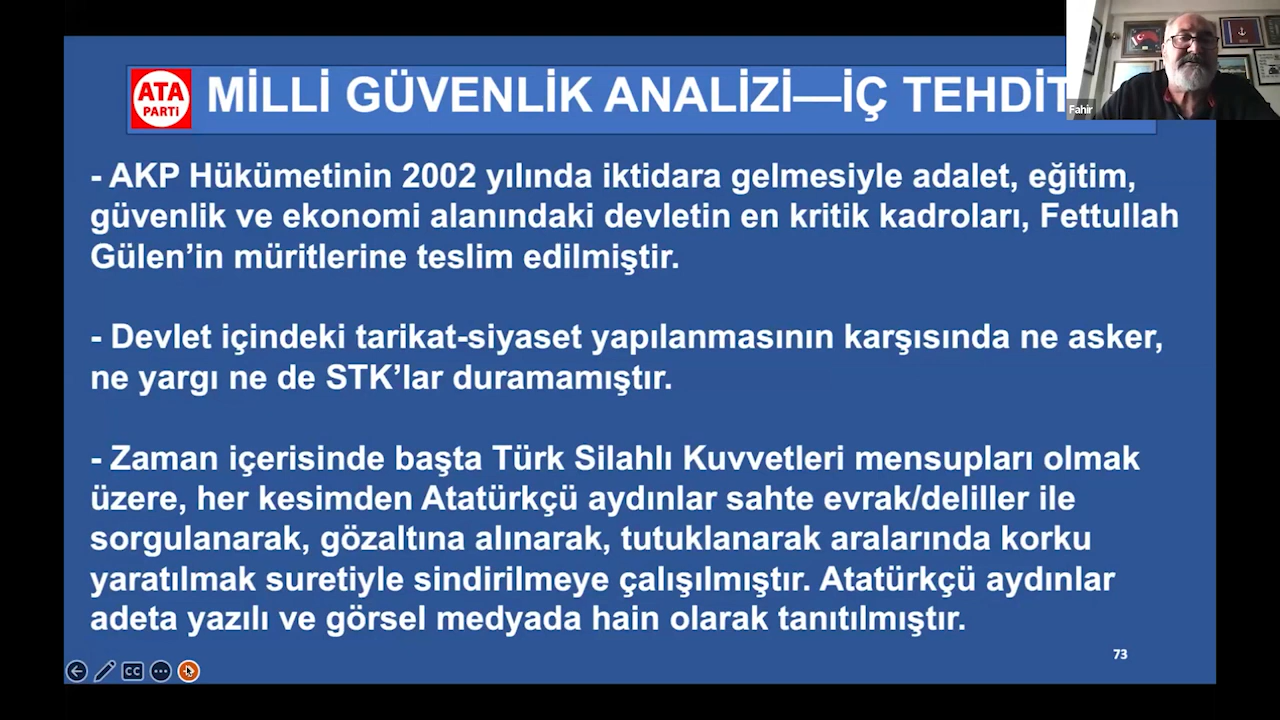 ATA
PARTİ
MİLLİ GÜVENLİK ANALİZİ—İÇ TEHDİT
Fahir
- AKP Hükümetinin 2002 yılında iktidara gelmesiyle adalet, eğitim,
güvenlik ve ekonomi alanındaki devletin en kritik kadroları, Fettullah
Gülen’in müritlerine teslim edilmiştir.
- Devlet içindeki tarikat-siyaset yapılanmasının karşısında ne asker,
ne yargı ne de STK’lar duramamıştır.
- Zaman içerisinde başta Türk Silahlı Kuvvetleri mensupları olmak
üzere, her kesimden Atatürkçü aydınlar sahte evrak/deliller ile
sorgulanarak, gözaltına alınarak, tutuklanarak aralarında korku
yaratılmak suretiyle sindirilmeye çalışılmıştır. Atatürkçü aydınlar
adeta yazılı ve görsel medyada hain olarak tanıtılmıştır.
73
CC